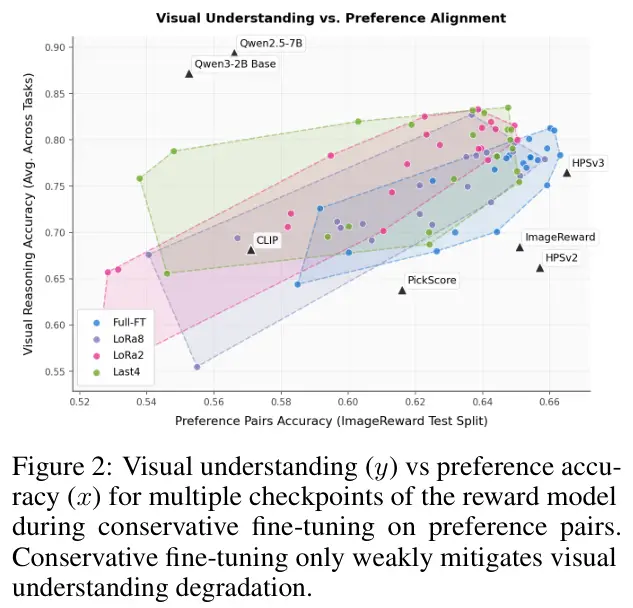 Visual Understanding vs. Preference Alignment
Visual Reasoning Accuracy (Avg. Across Tasks)
0.90
0.85
0.80
0.75
0.70
0.65
0.60
0.55
Qwen2.5-7B
Qwen3-2B Base
HPSv3
CLIP
ImageReward
HPSv2
PickScore
Full-FT
LoRa8
LoRa2
Last4
0.52
0.54
0.56
0.58
0.60
0.62
0.64
0.66
Preference Pairs Accuracy (ImageReward Test Split)
Figure 2: Visual understanding (y) vs preference accu-
racy (x) for multiple checkpoints of the reward model
during conservative fine-tuning on preference pairs.
Conservative fine-tuning only weakly mitigates visual
understanding degradation.